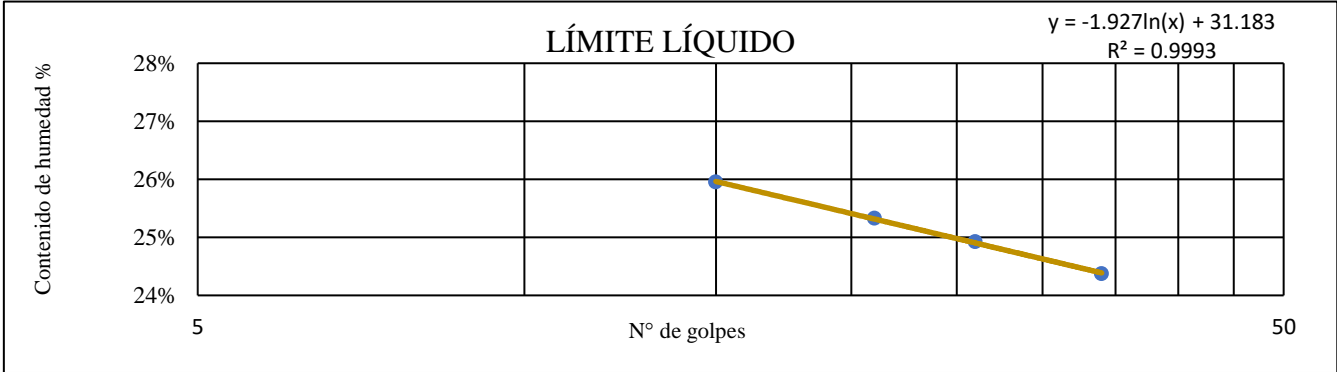 LÍMITE LÍQUIDO
y = -1.927ln(x) + 31.183
R² = 0.9993
Contenido de humedad %
28%
27%
26%
25%
24%
5
50
N° de golpes